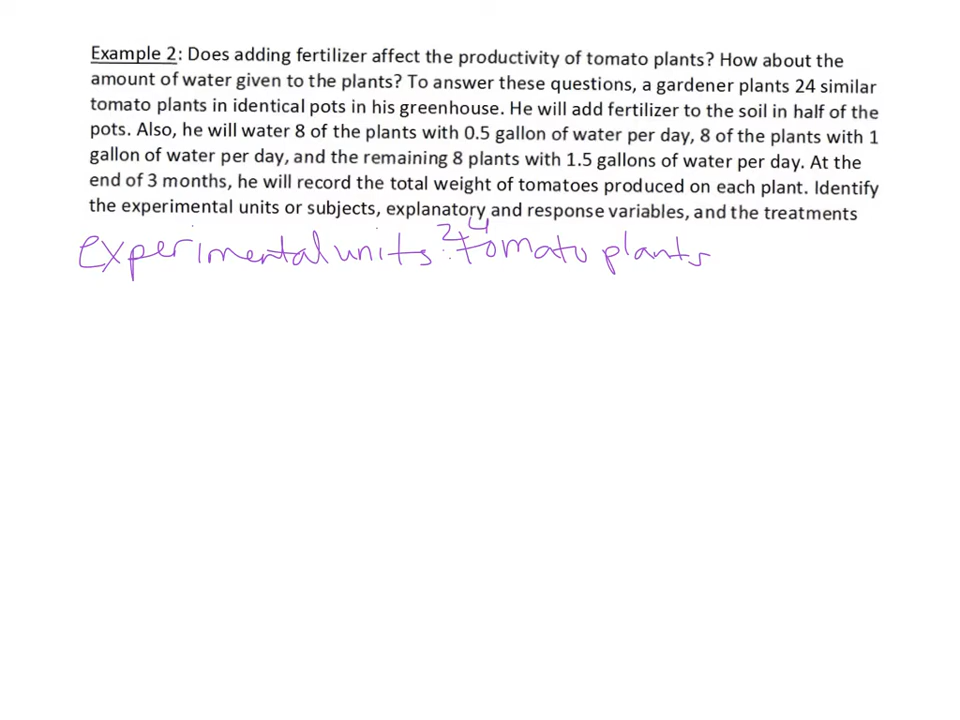 Example 2: Does adding fertilizer affect the productivity of tomato plants? How about the
amount of water given to the plants? To answer these questions, a gardener plants 24 similar
tomato plants in identical pots in his greenhouse. He will add fertilizer to the soil in half of the
pots. Also, he will water 8 of the plants with 0.5 gallon of water per day, 8 of the plants with 1
gallon of water per day, and the remaining 8 plants with 1.5 gallons of water per day. At the
end of 3 months, he will record the total weight of tomatoes produced on each plant. Identify
the experimental units or subjects, explanatory and response variables, and the treatments
experimental units: 24 tomato plants